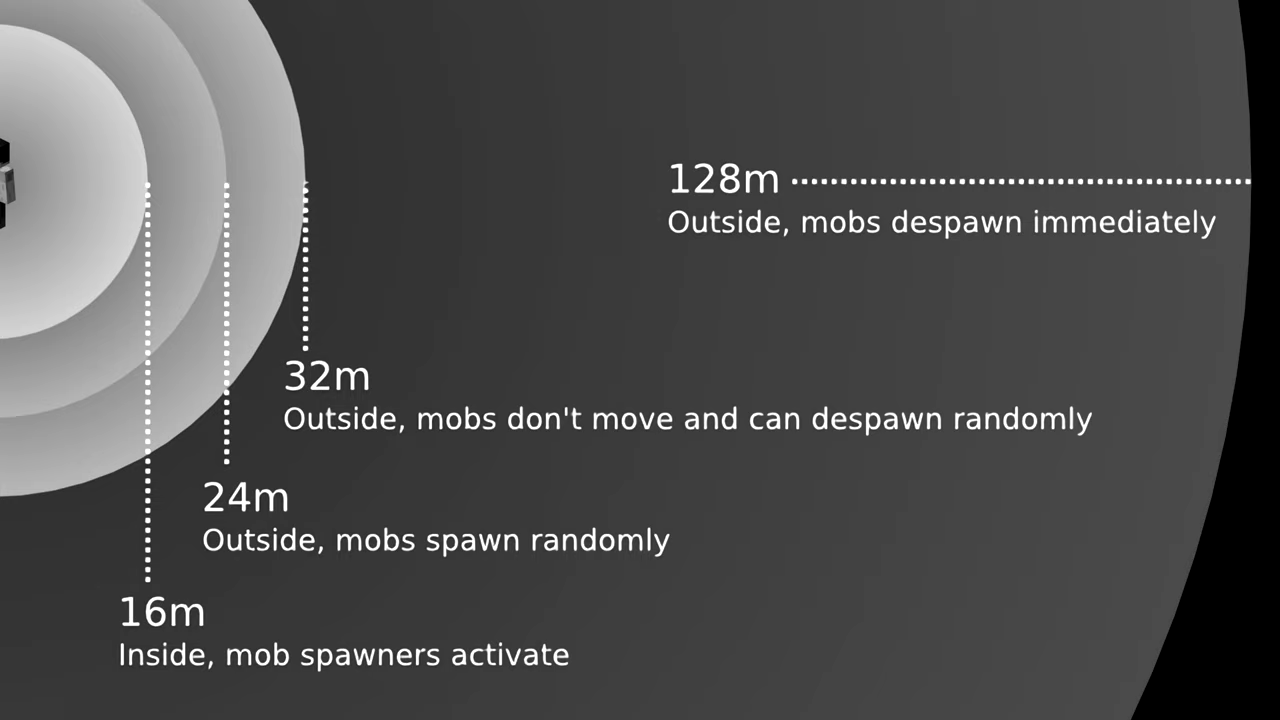 128m
Outside, mobs despawn immediately
32m
Outside, mobs don't move and can despawn randomly
24m
Outside, mobs spawn randomly
16m
Inside, mob spawners activate